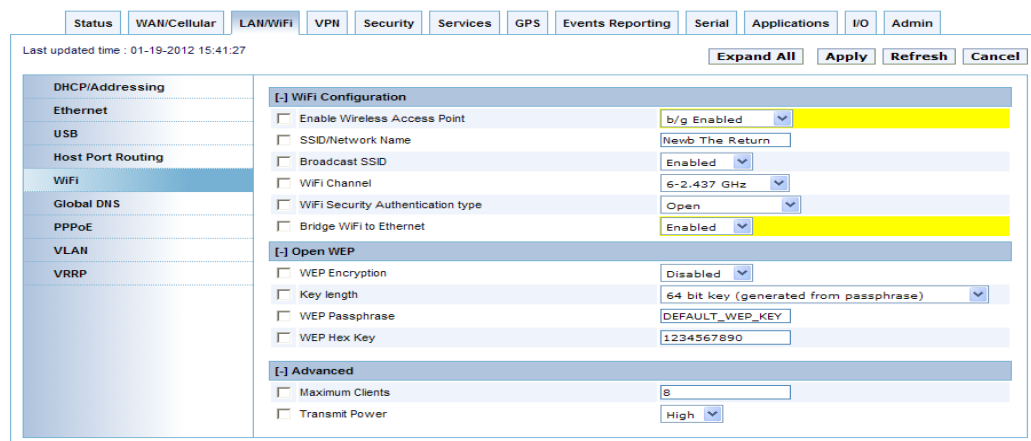 Status WAN/Cellular LAN/WiFi VPN Security Services GPS Events Reporting Serial Applications I/O Admin
Last updated time : 01-19-2012 15:41:27
Expand All Apply Refresh Cancel
DHCP/Addressing
Ethernet
USB
Host Port Routing
WiFi
Global DNS
PPPoE
VLAN
VRRP
[-] WiFi Configuration
Enable Wireless Access Point b/g Enabled
SSID/Network Name Newb The Return
Broadcast SSID Enabled
WiFi Channel 6-2.437 GHz
WiFi Security Authentication type Open
Bridge WiFi to Ethernet Enabled
[-] Open WEP
WEP Encryption Disabled
Key length 64 bit key (generated from passphrase)
WEP Passphrase DEFAULT_WEP_KEY
WEP Hex Key 1234567890
[-] Advanced
Maximum Clients 8
Transmit Power High